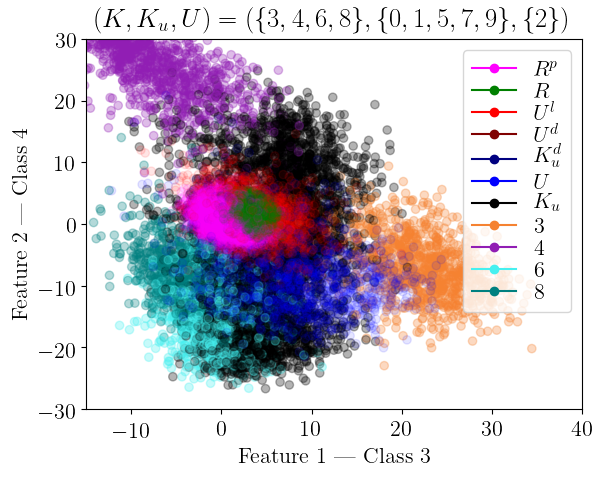 (K, K_u, U) = ({3, 4, 6, 8}, {0, 1, 5, 7, 9}, {2})
30
20
10
0
−10
−20
−30
Feature 2 — Class 4
R^p
R
U^l
U^d
K_u^d
U
K_u
3
4
6
8
−10
0
10
20
30
40
Feature 1 — Class 3